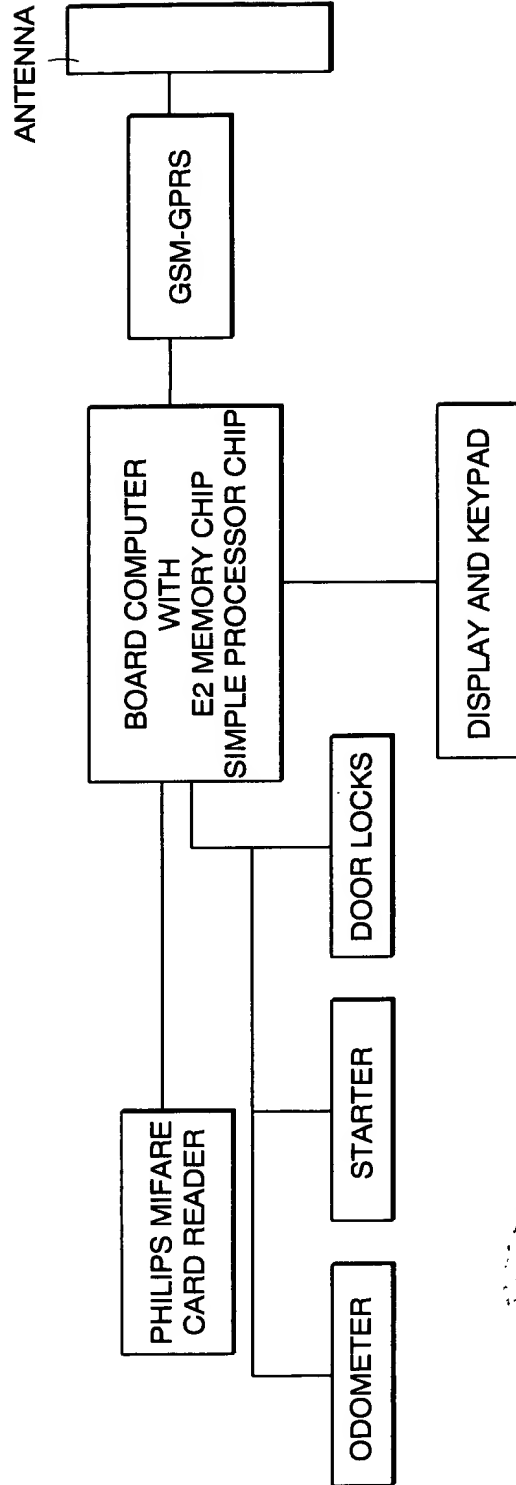 ANTENNA
GSM-GPRS
BOARD COMPUTER
WITH
E2 MEMORY CHIP
SIMPLE PROCESSOR CHIP
PHILIPS MIFARE
CARD READER
ODOMETER
STARTER
DOOR LOCKS
DISPLAY AND KEYPAD